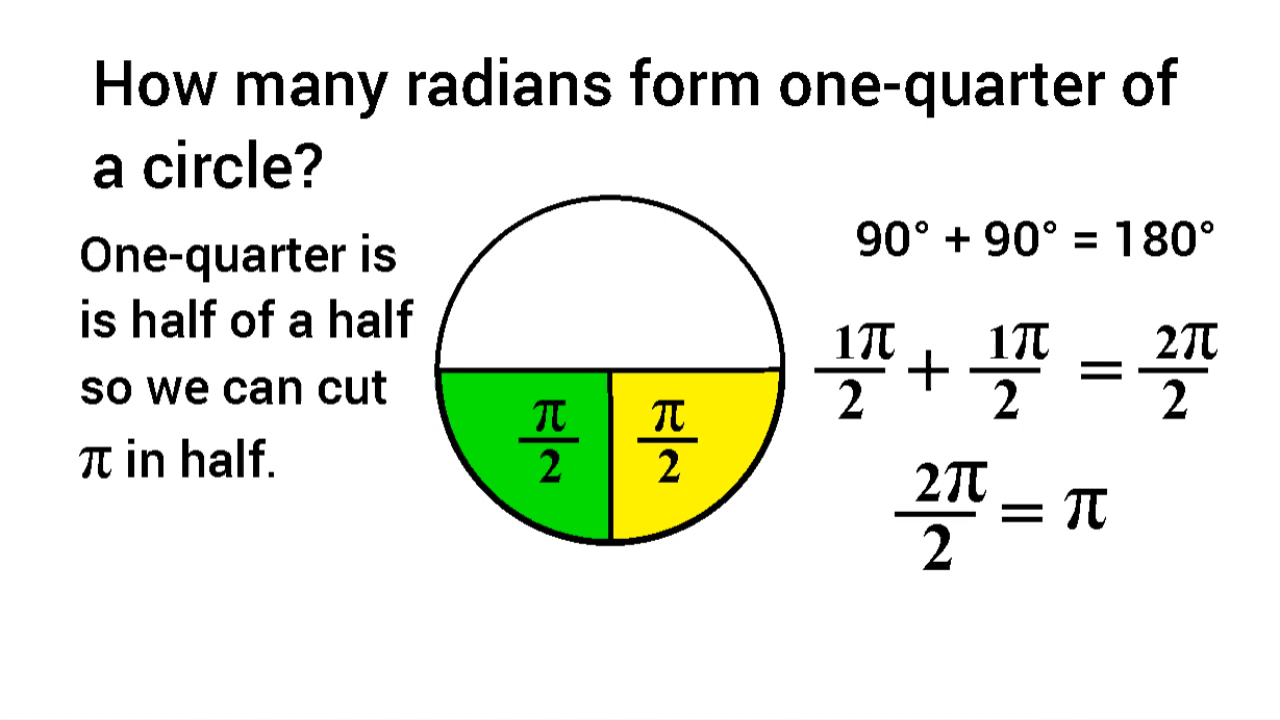 How many radians form one-quarter of
a circle?
One-quarter is
is half of a half
so we can cut
π in half.
π/2 π/2
90° + 90° = 180°
1π/2 + 1π/2 = 2π/2
2π/2 = π